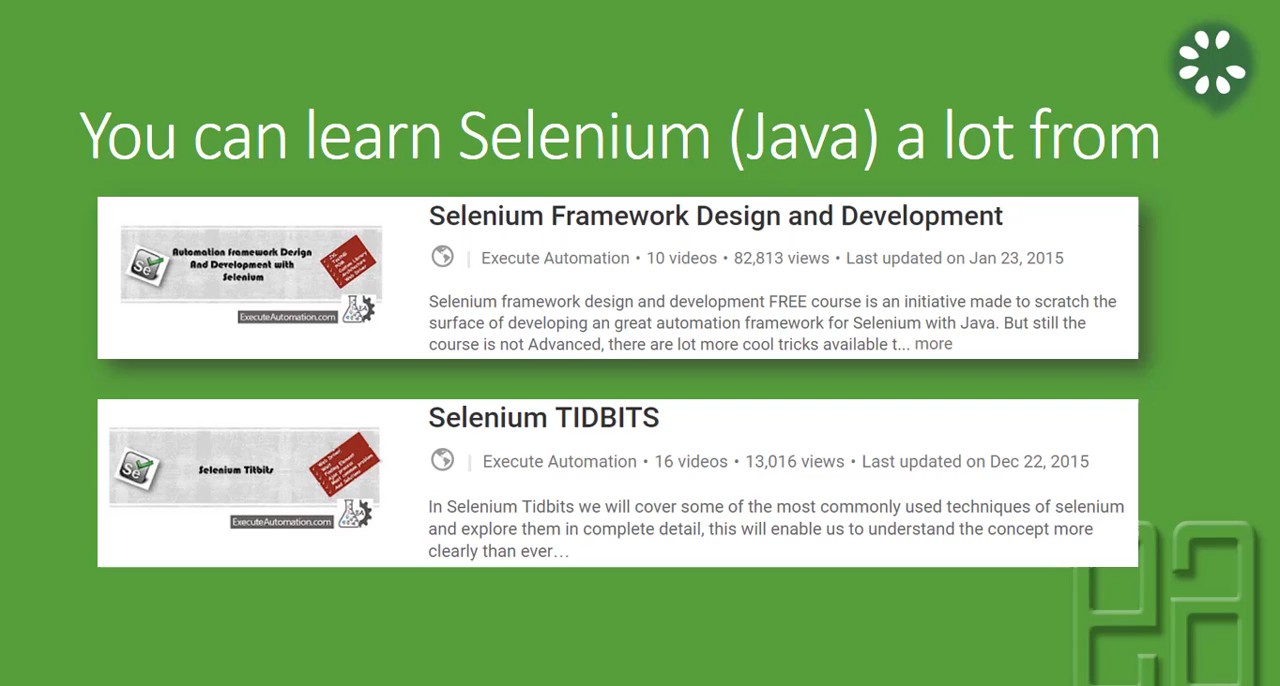 You can learn Selenium (Java) a lot from
Selenium Framework Design and Development
Execute Automation • 10 videos • 82,813 views • Last updated on Jan 23, 2015
Selenium framework design and development FREE course is an initiative made to scratch the
surface of developing an great automation framework for Selenium with Java. But still the
course is not Advanced, there are lot more cool tricks available t... more
Automation Framework Design
And Development with
Selenium
Se
ExecuteAutomation.com
Selenium TIDBITS
Execute Automation • 16 videos • 13,016 views • Last updated on Dec 22, 2015
In Selenium Tidbits we will cover some of the most commonly used techniques of selenium
and explore them in complete detail, this will enable us to understand the concept more
clearly than ever…
Se
Selenium Titbits
ExecuteAutomation.com